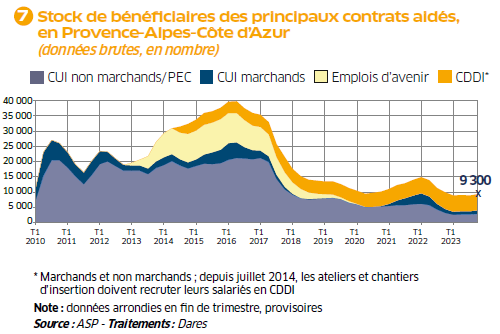 7 Stock de bénéficiaires des principaux contrats aidés,
en Provence-Alpes-Côte d'Azur
(données brutes, en nombre)
CUI non marchands/PEC CUI marchands Emplois d'avenir CDDI*
40 000
35 000
30 000
25 000
20 000
15 000
10 000
5 000
0
9 300
x
T1 T1 T1 T1 T1 T1 T1 T1 T1 T1 T1 T1 T1 T1
2010 2011 2012 2013 2014 2015 2016 2017 2018 2019 2020 2021 2022 2023
* Marchands et non marchands ; depuis juillet 2014, les ateliers et chantiers
d'insertion doivent recruter leurs salariés en CDDI
Note : données arrondies en fin de trimestre, provisoires
Source : ASP - Traitements : Dares